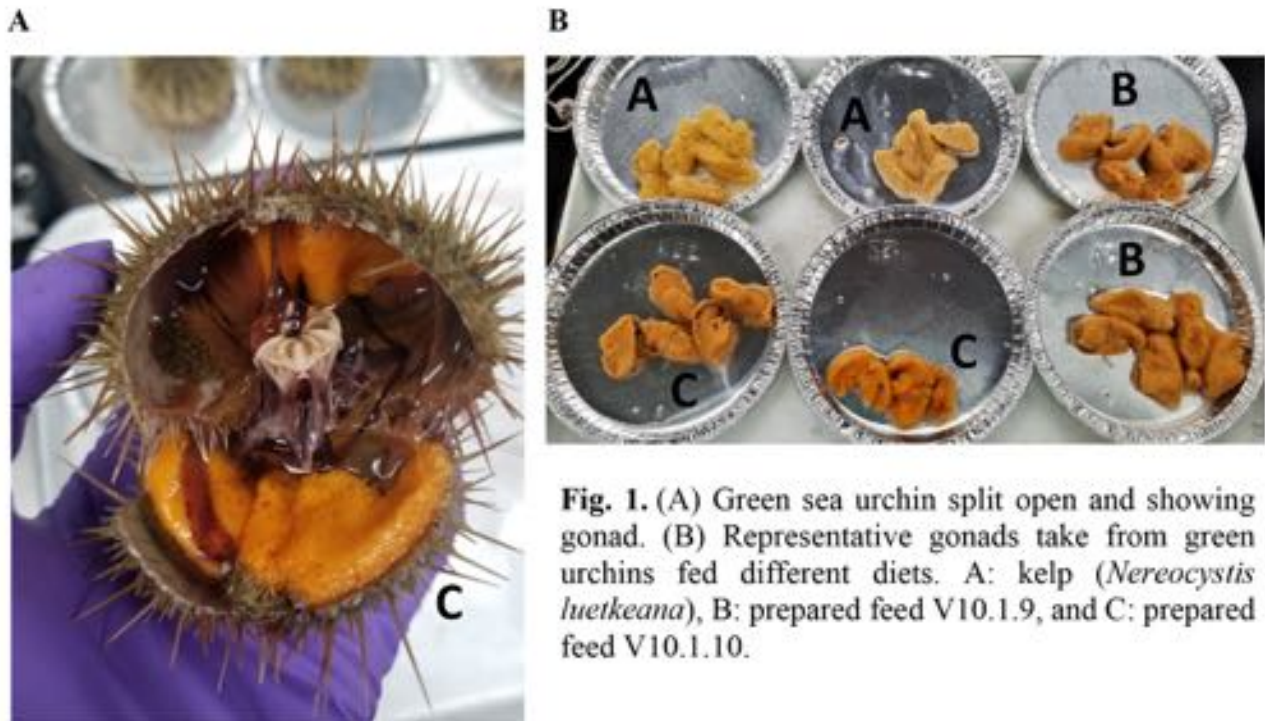 A
B
A
A
B
C
C
B
C
Fig. 1. (A) Green sea urchin split open and showing
gonad. (B) Representative gonads take from green
urchins fed different diets. A: kelp (Nereocystis
luetkeana), B: prepared feed V10.1.9, and C: prepared
feed V10.1.10.